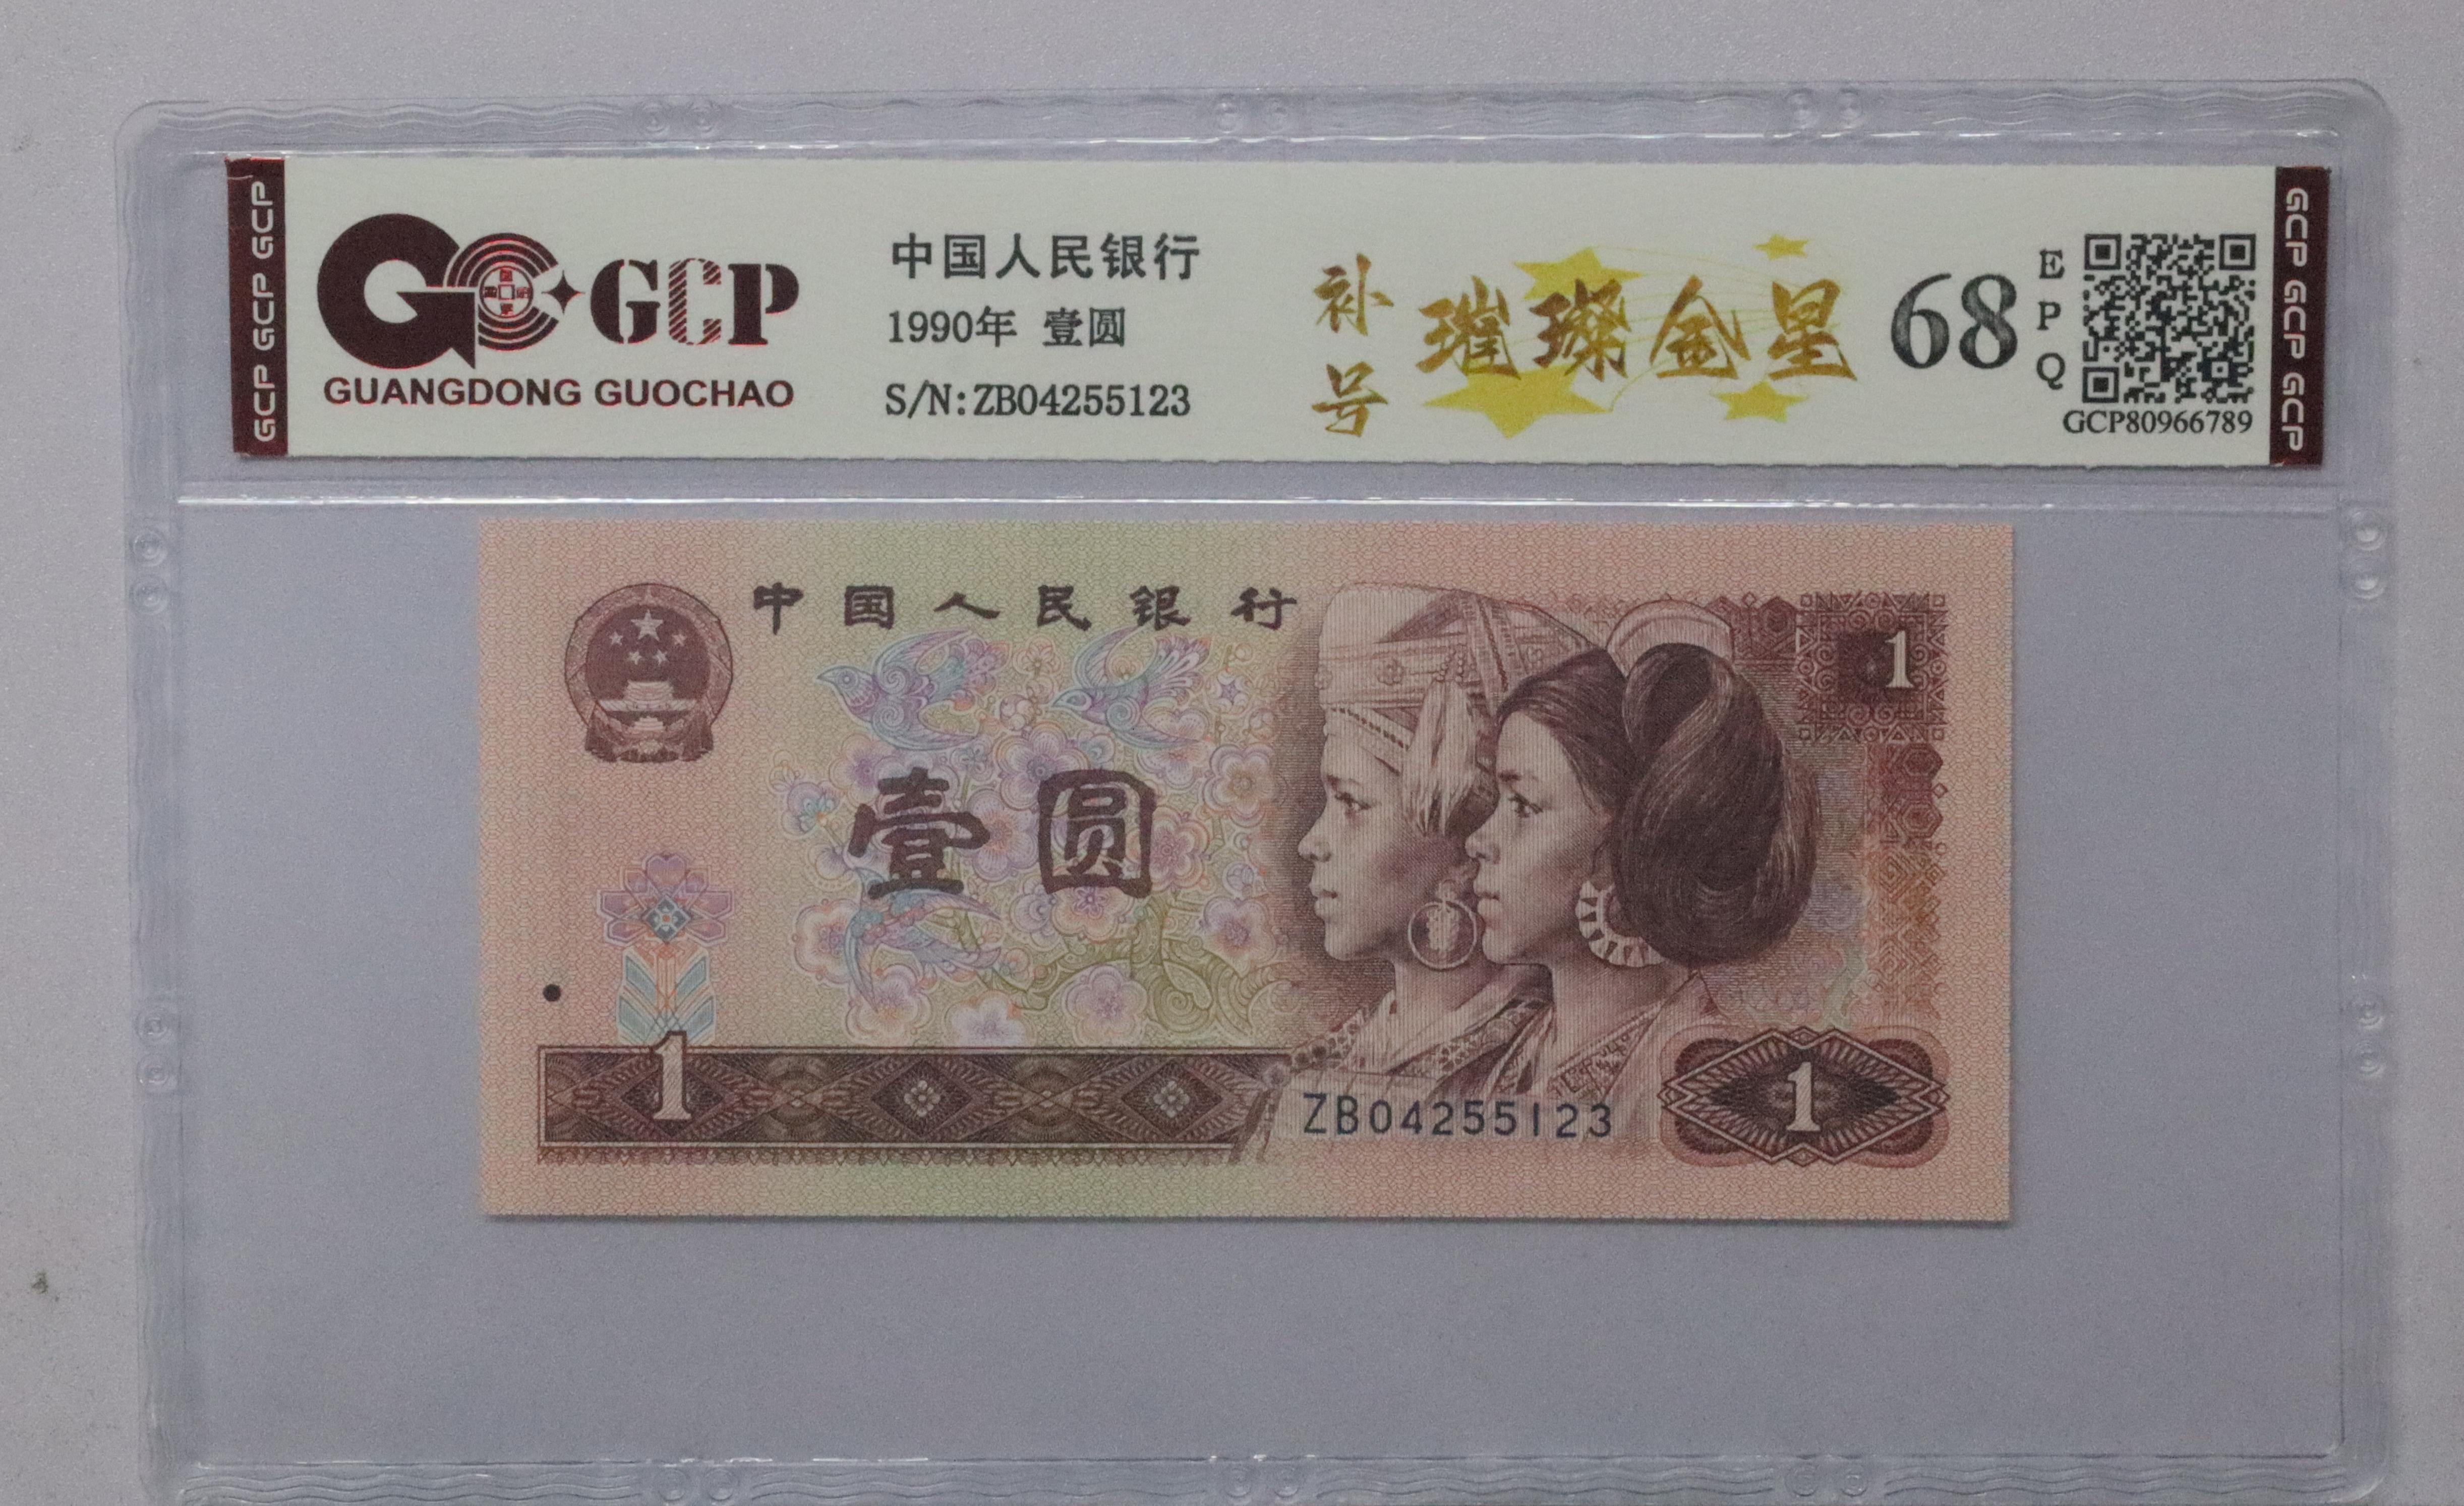 GCP GCP GCP
GCP
GUANGDONG GUOCHAO
中国人民银行
1990年 壹圆
S/N:ZB04255123
补号
璀璨金星
68
EPQ
GCP80966789
GCP GCP GCP
中国人民银行
1
壹圆
1
ZB04255123
1